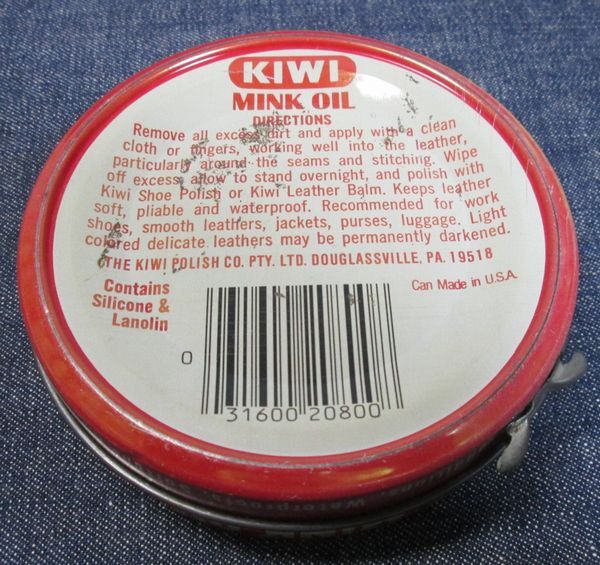 KIWI
MINK OIL
DIRECTIONS
Remove all excess dirt and apply with a clean
cloth or fingers, working well into the leather,
particularly around the seams and stitching. Wipe
off excess, allow to stand overnight, and polish with
Kiwi Shoe Polish or Kiwi Leather Balm. Keeps leather
soft, pliable and waterproof. Recommended for work
shoes, smooth leathers, jackets, purses, luggage. Light
colored delicate leathers may be permanently darkened.
THE KIWI POLISH CO. PTY. LTD. DOUGLASSVILLE, PA. 19518
Contains
Silicone &
Lanolin
Can Made in U.S.A.
0
31600 20800